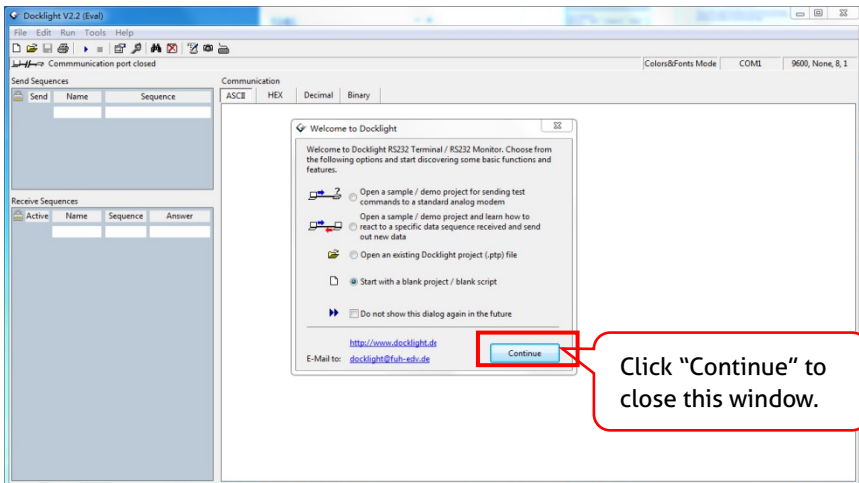 Docklight V2.2 (Eval)
File Edit Run Tools Help
Commmunication port closed
Colors&Fonts Mode COM1 9600, None, 8, 1
Send Sequences
Send Name Sequence
Communication
ASCII HEX Decimal Binary
Receive Sequences
Active Name Sequence Answer
Welcome to Docklight
Welcome to Docklight RS232 Terminal / RS232 Monitor. Choose from
the following options and start discovering some basic functions and
features.
Open a sample / demo project for sending test
commands to a standard analog modem
Open a sample / demo project and learn how to
react to a specific data sequence received and send
out new data
Open an existing Docklight project (.ptp) file
Start with a blank project / blank script
Do not show this dialog again in the future
http://www.docklight.de
E-Mail to: docklight@fuh-edv.de
Continue
Click “Continue” to
close this window.